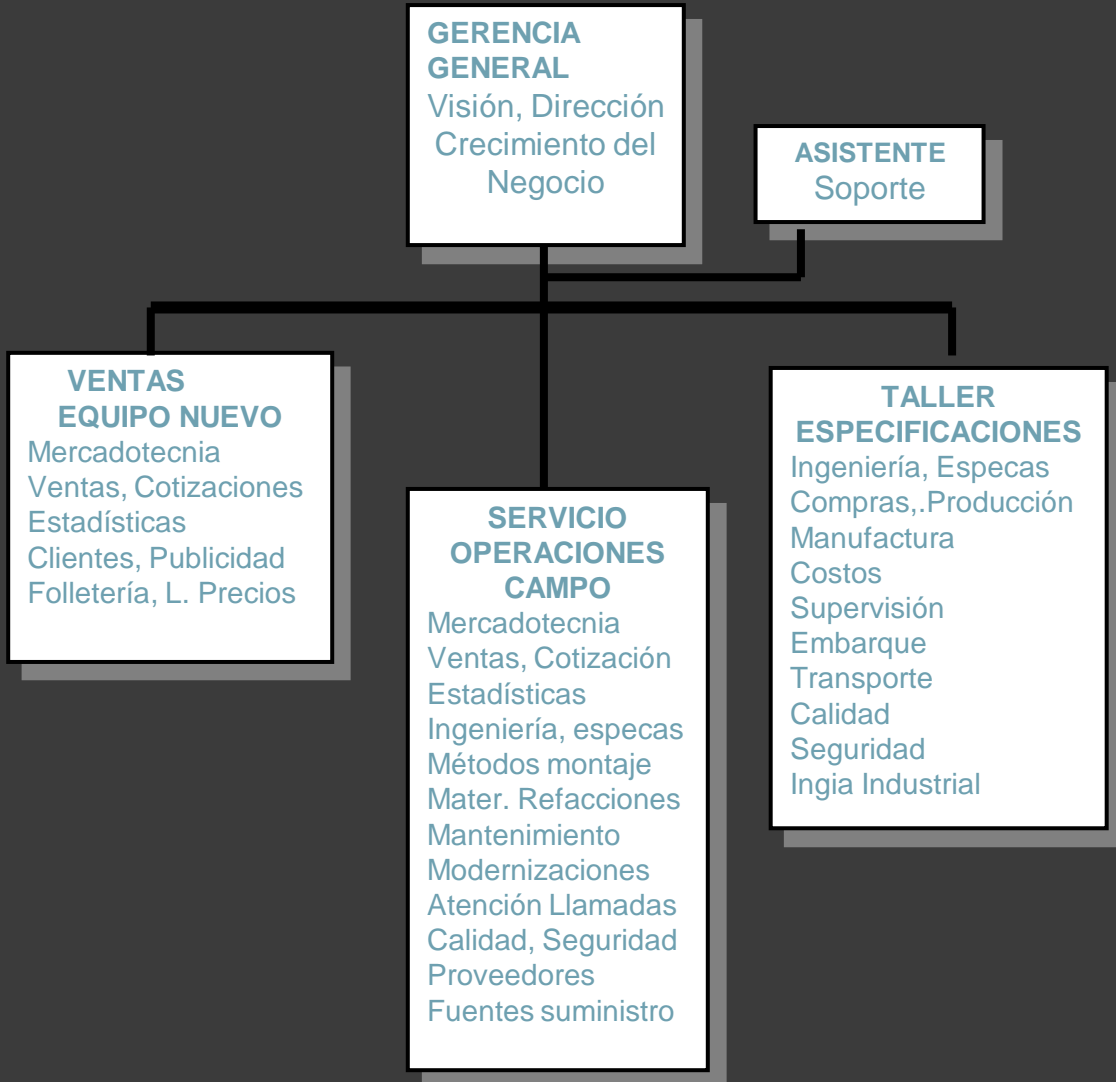 GERENCIA
GENERAL
Visión, Dirección
Crecimiento del
Negocio
ASISTENTE
Soporte
VENTAS
EQUIPO NUEVO
Mercadotecnia
Ventas, Cotizaciones
Estadísticas
Clientes, Publicidad
Folletería, L. Precios
SERVICIO
OPERACIONES
CAMPO
Mercadotecnia
Ventas, Cotización
Estadísticas
Ingeniería, especas
Métodos montaje
Mater. Refacciones
Mantenimiento
Modernizaciones
Atención Llamadas
Calidad, Seguridad
Proveedores
Fuentes suministro
TALLER
ESPECIFICACIONES
Ingeniería, Especas
Compras,.Producción
Manufactura
Costos
Supervisión
Embarque
Transporte
Calidad
Seguridad
Ingia Industrial